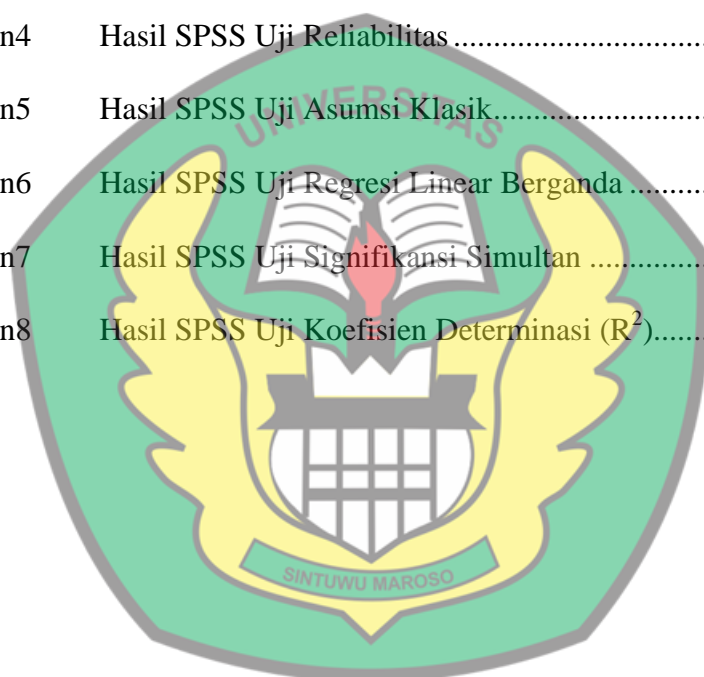 n4 Hasil SPSS Uji Reliabilitas ................................
UNIVERSITAS
n5 Hasil SPSS Uji Asumsi Klasik...........................
n6 Hasil SPSS Uji Regresi Linear Berganda ..........
n7 Hasil SPSS Uji Signifikansi Simultan ...............
n8 Hasil SPSS Uji Koefisien Determinasi (R²).......
SINTUWU MAROSO